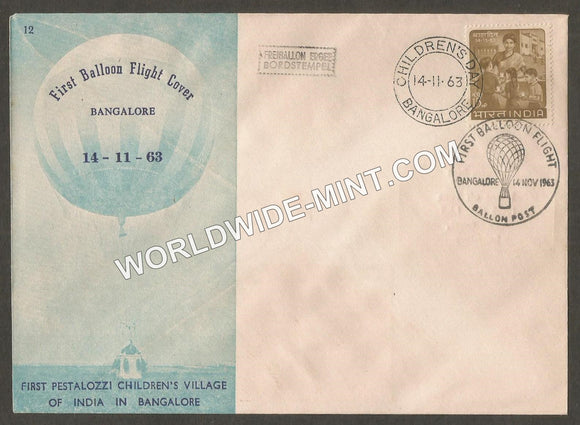 12
First Balloon Flight Cover
BANGALORE
14-11-63
FIRST PESTALOZZI CHILDREN'S VILLAGE
OF INDIA IN BANGALORE
FREIBALLON ERGEE
BORDSTEMPEL
CHILDREN'S DAY
14-11-63
BANGALORE
भारत INDIA
FIRST BALLOON FLIGHT
BANGALORE 14 NOV 1963
BALLON POST
WORLDWIDE-MINT.COM